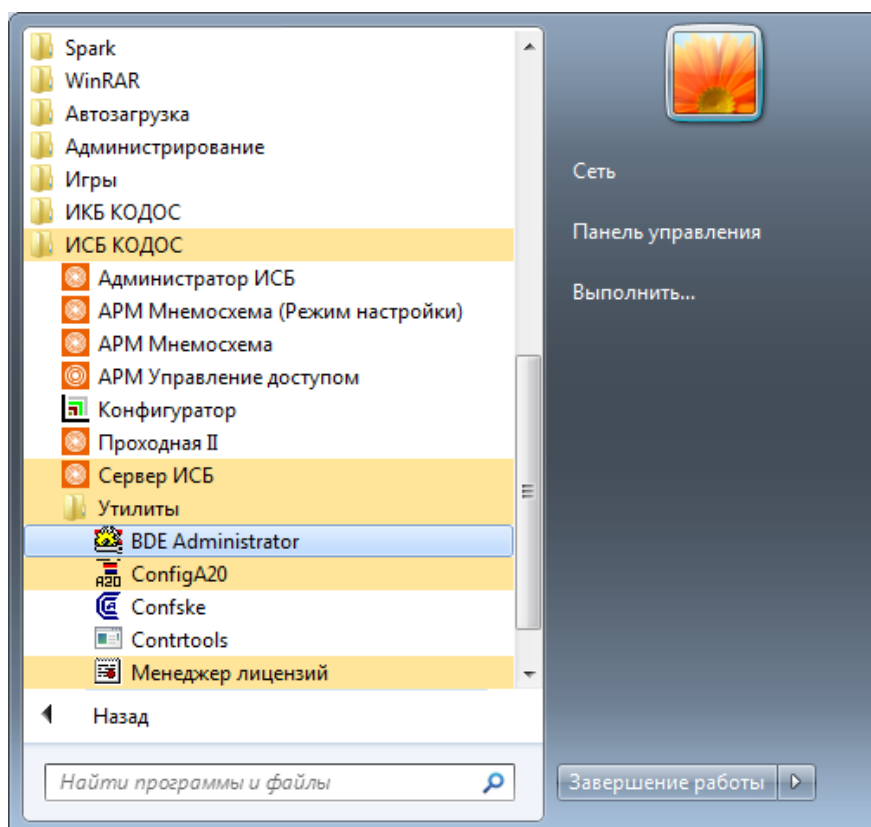 Spark
WinRAR
Автозагрузка
Администрирование
Игры
ИКБ КОДОС
ИСБ КОДОС
Администратор ИСБ
АРМ Мнемосхема (Режим настройки)
АРМ Мнемосхема
АРМ Управление доступом
Конфигуратор
Проходная II
Сервер ИСБ
Утилиты
BDE Administrator
A20 ConfigA20
Confske
Contrtools
Менеджер лицензий
Назад
Найти программы и файлы
Сеть
Панель управления
Выполнить...
Завершение работы